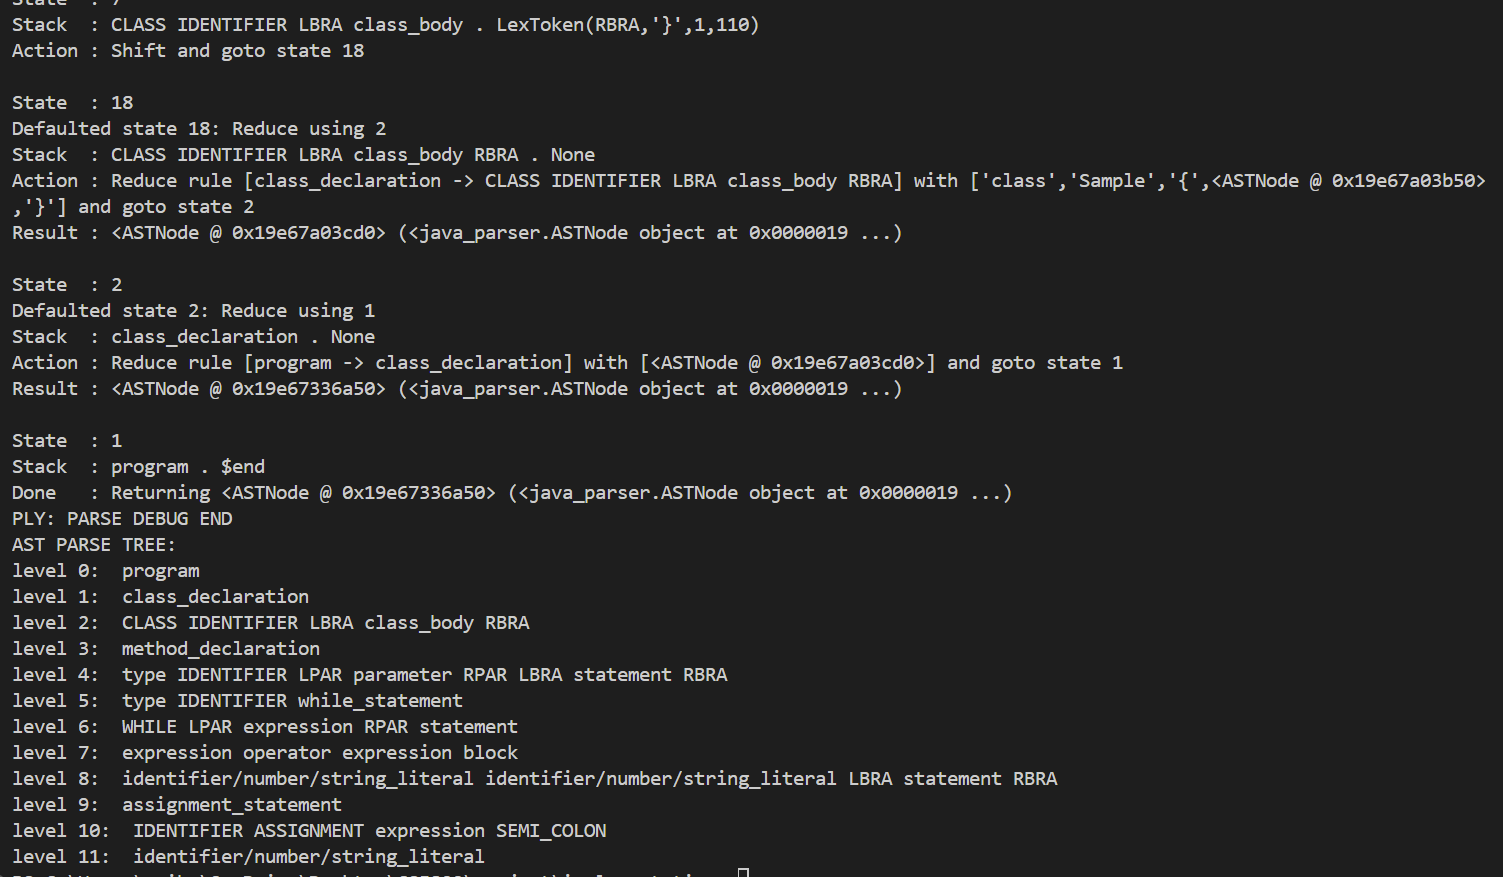 State  : 7
Stack  : CLASS IDENTIFIER LBRA class_body . LexToken(RBRA,'}',1,110)
Action : Shift and goto state 18

State  : 18
Defaulted state 18: Reduce using 2
Stack  : CLASS IDENTIFIER LBRA class_body RBRA . None
Action : Reduce rule [class_declaration -> CLASS IDENTIFIER LBRA class_body RBRA] with ['class','Sample','{',<ASTNode @ 0x19e67a03b50>
,'}'] and goto state 2
Result : <ASTNode @ 0x19e67a03cd0> (<java_parser.ASTNode object at 0x0000019 ...)

State  : 2
Defaulted state 2: Reduce using 1
Stack  : class_declaration . None
Action : Reduce rule [program -> class_declaration] with [<ASTNode @ 0x19e67a03cd0>] and goto state 1
Result : <ASTNode @ 0x19e67336a50> (<java_parser.ASTNode object at 0x0000019 ...)

State  : 1
Stack  : program . $end
Done   : Returning <ASTNode @ 0x19e67336a50> (<java_parser.ASTNode object at 0x0000019 ...)
PLY: PARSE DEBUG END
AST PARSE TREE:
level 0:  program
level 1:  class_declaration
level 2:  CLASS IDENTIFIER LBRA class_body RBRA
level 3:  method_declaration
level 4:  type IDENTIFIER LPAR parameter RPAR LBRA statement RBRA
level 5:  type IDENTIFIER while_statement
level 6:  WHILE LPAR expression RPAR statement
level 7:  expression operator expression block
level 8:  identifier/number/string_literal identifier/number/string_literal LBRA statement RBRA
level 9:  assignment_statement
level 10:  IDENTIFIER ASSIGNMENT expression SEMI_COLON
level 11:  identifier/number/string_literal